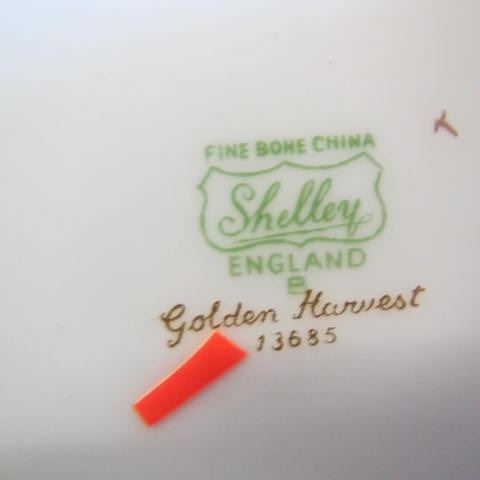 FINE BONE CHINA
Shelley
ENGLAND
B
Golden Harvest
13685